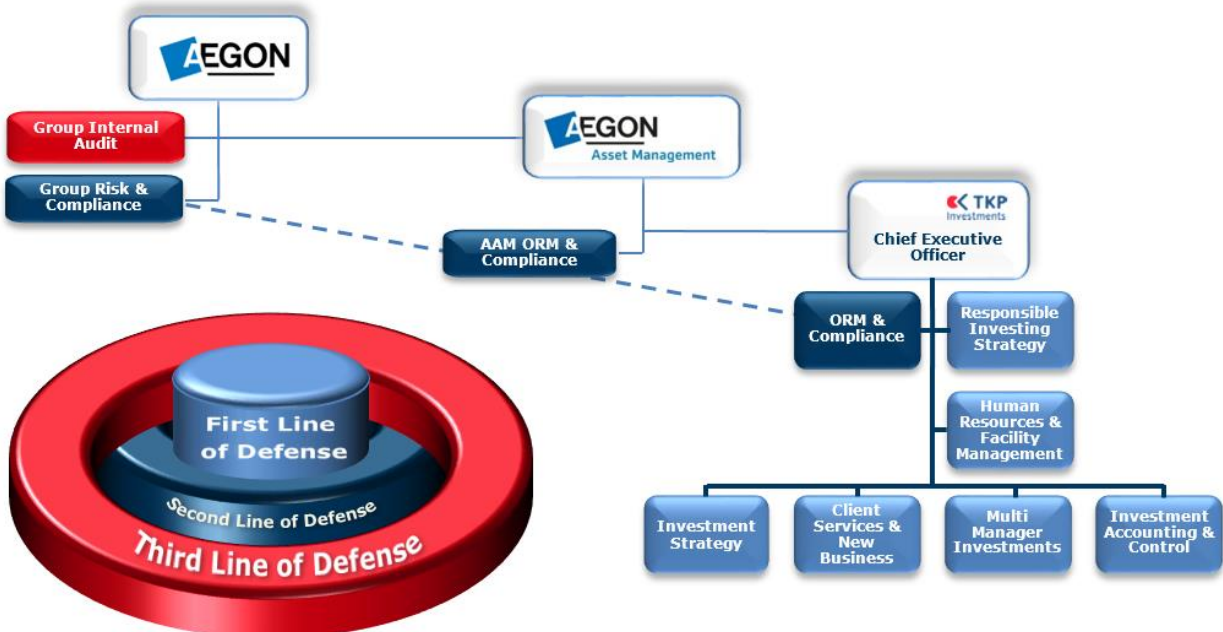 AEGON
Group Internal
Audit
Group Risk &
Compliance
AEGON
Asset Management
AAM ORM &
Compliance
TKP
Investments
Chief Executive
Officer
ORM &
Compliance
Responsible
Investing
Strategy
Human
Resources &
Facility
Management
Investment
Strategy
Client
Services &
New
Business
Multi
Manager
Investments
Investment
Accounting &
Control
First Line
of Defense
Second Line of Defense
Third Line of Defense